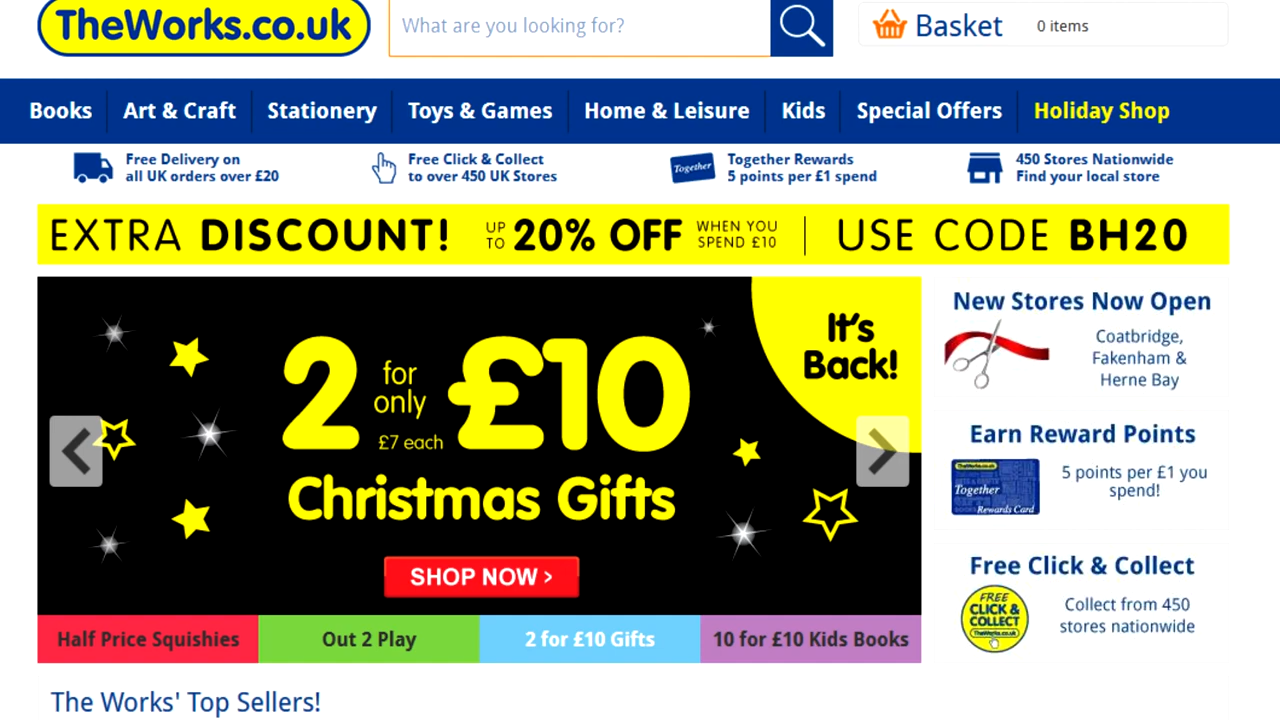 TheWorks.co.uk
What are you looking for?
Basket
0 items
Books
Art & Craft
Stationery
Toys & Games
Home & Leisure
Kids
Special Offers
Holiday Shop
Free Delivery on
all UK orders over £20
Free Click & Collect
to over 450 UK Stores
Together
Together Rewards
5 points per £1 spend
450 Stores Nationwide
Find your local store
EXTRA DISCOUNT! UP TO 20% OFF WHEN YOU SPEND £10 USE CODE BH20
It's
Back!
2 for only £10
£7 each
Christmas Gifts
SHOP NOW >
Half Price Squishies
Out 2 Play
2 for £10 Gifts
10 for £10 Kids Books
New Stores Now Open
Coatbridge,
Fakenham &
Herne Bay
Earn Reward Points
TheWorks.co.uk
Together
Rewards Card
5 points per £1 you
spend!
Free Click & Collect
FREE
CLICK &
COLLECT
TheWorks.co.uk
Collect from 450
stores nationwide
The Works' Top Sellers!